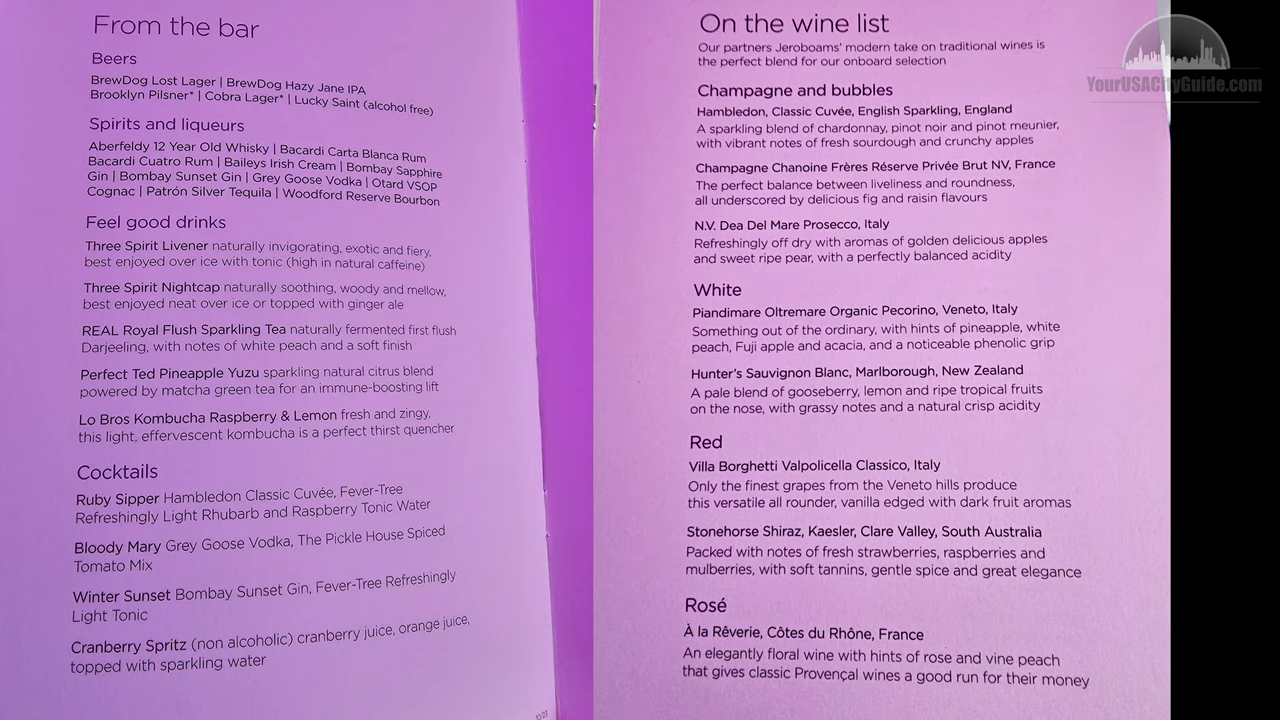 From the bar
Beers
BrewDog Lost Lager | BrewDog Hazy Jane IPA
Brooklyn Pilsner* | Cobra Lager* | Lucky Saint (alcohol free)
Spirits and liqueurs
Aberfeldy 12 Year Old Whisky | Bacardi Carta Blanca Rum
Bacardi Cuatro Rum | Baileys Irish Cream | Bombay Sapphire
Gin | Bombay Sunset Gin | Grey Goose Vodka | Otard VSOP
Cognac | Patrón Silver Tequila | Woodford Reserve Bourbon
Feel good drinks
Three Spirit Livener naturally invigorating, exotic and fiery,
best enjoyed over ice with tonic (high in natural caffeine)
Three Spirit Nightcap naturally soothing, woody and mellow,
best enjoyed neat over ice or topped with ginger ale
REAL Royal Flush Sparkling Tea naturally fermented first flush
Darjeeling, with notes of white peach and a soft finish
Perfect Ted Pineapple Yuzu sparkling natural citrus blend
powered by matcha green tea for an immune-boosting lift
Lo Bros Kombucha Raspberry & Lemon fresh and zingy,
this light, effervescent kombucha is a perfect thirst quencher
Cocktails
Ruby Sipper Hambledon Classic Cuvée, Fever-Tree
Refreshingly Light Rhubarb and Raspberry Tonic Water
Bloody Mary Grey Goose Vodka, The Pickle House Spiced
Tomato Mix
Winter Sunset Bombay Sunset Gin, Fever-Tree Refreshingly
Light Tonic
Cranberry Spritz (non alcoholic) cranberry juice, orange juice,
topped with sparkling water
10/23
On the wine list
Our partners Jeroboams' modern take on traditional wines is
the perfect blend for our onboard selection
Champagne and bubbles
Hambledon, Classic Cuvée, English Sparkling, England
A sparkling blend of chardonnay, pinot noir and pinot meunier,
with vibrant notes of fresh sourdough and crunchy apples
Champagne Chanoine Frères Réserve Privée Brut NV, France
The perfect balance between liveliness and roundness,
all underscored by delicious fig and raisin flavours
N.V. Dea Del Mare Prosecco, Italy
Refreshingly off dry with aromas of golden delicious apples
and sweet ripe pear, with a perfectly balanced acidity
White
Piandimare Oltremare Organic Pecorino, Veneto, Italy
Something out of the ordinary, with hints of pineapple, white
peach, Fuji apple and acacia, and a noticeable phenolic grip
Hunter's Sauvignon Blanc, Marlborough, New Zealand
A pale blend of gooseberry, lemon and ripe tropical fruits
on the nose, with grassy notes and a natural crisp acidity
Red
Villa Borghetti Valpolicella Classico, Italy
Only the finest grapes from the Veneto hills produce
this versatile all rounder, vanilla edged with dark fruit aromas
Stonehorse Shiraz, Kaesler, Clare Valley, South Australia
Packed with notes of fresh strawberries, raspberries and
mulberries, with soft tannins, gentle spice and great elegance
Rosé
À la Rêverie, Côtes du Rhône, France
An elegantly floral wine with hints of rose and vine peach
that gives classic Provençal wines a good run for their money
YourUSACityGuide.com